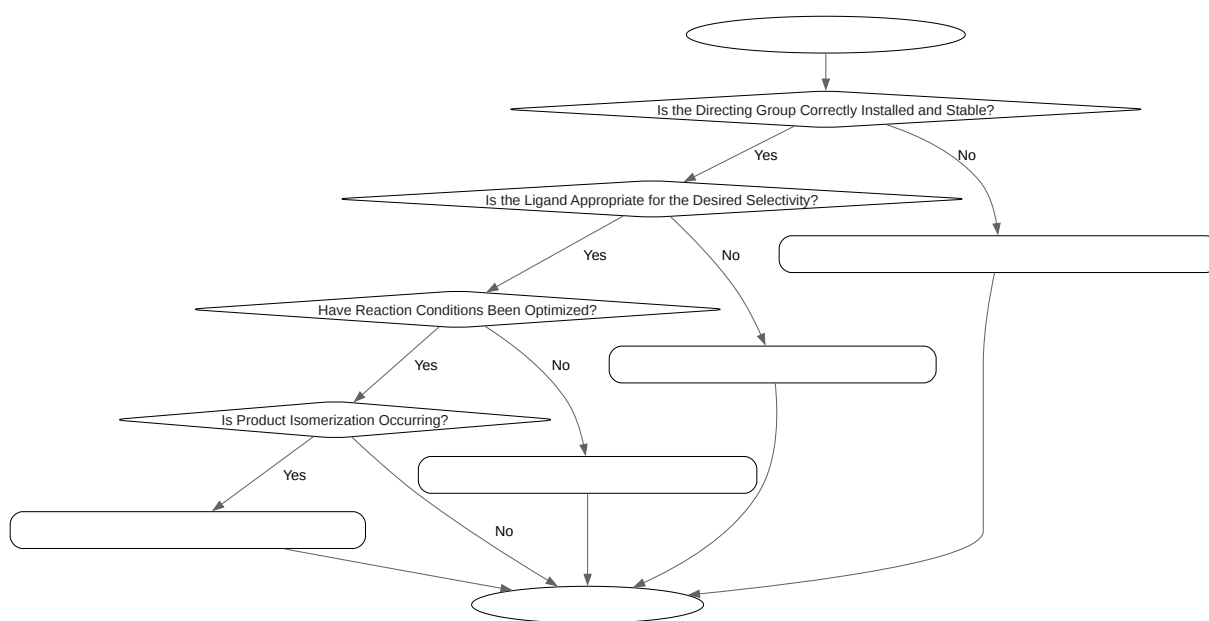 Is the Directing Group Correctly Installed and Stable?
Yes
No
Is the Ligand Appropriate for the Desired Selectivity?
Yes
No
Have Reaction Conditions Been Optimized?
Yes
No
Is Product Isomerization Occurring?
Yes
No